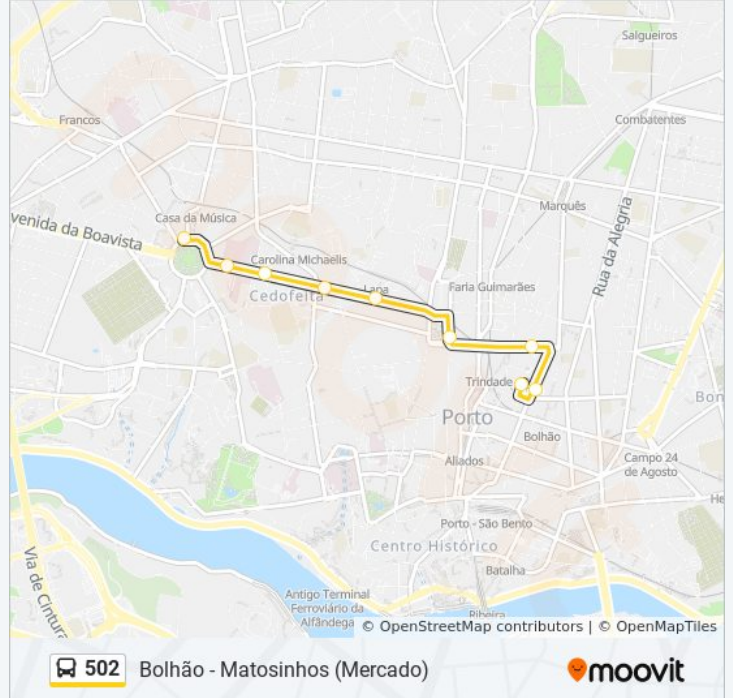 Salgueiros
Francos
Combatentes
Marquês
Casa da Música
venida da Boavista
Rua da Alegria
Carolina Michaelis
Lapa
Faria Guimarães
Cedofeita
Trindade
Bon
Porto
Bolhão
Aliados
Campo 24
de Agosto
He
Porto - São Bento
Centro Histórico
Via de Cintura
Batalha
Antigo Terminal
Ferroviário da
Alfândega
Ribeira
© OpenStreetMap contributors | © OpenMapTiles
502 Bolhão - Matosinhos (Mercado)
moovit